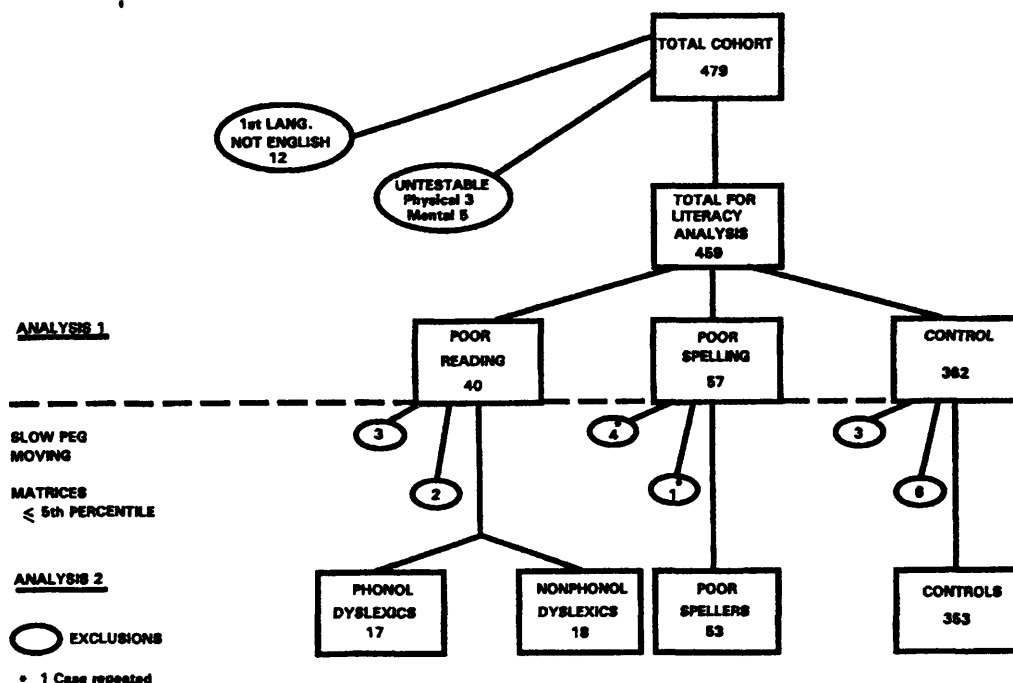 TOTAL COHORT
479
1st LANG.
NOT ENGLISH
12
UNTESTABLE
Physical 3
Mental 5
TOTAL FOR
LITERACY
ANALYSIS
459
ANALYSIS 1
POOR
READING
40
POOR
SPELLING
57
CONTROL
362
SLOW PEG
MOVING
3
4*
3
MATRICES
≤ 5th PERCENTILE
2
1*
6
ANALYSIS 2
PHONOL
DYSLEXICS
17
NONPHONOL
DYSLEXICS
18
POOR
SPELLERS
53
CONTROLS
353
EXCLUSIONS
* 1 Case repeated